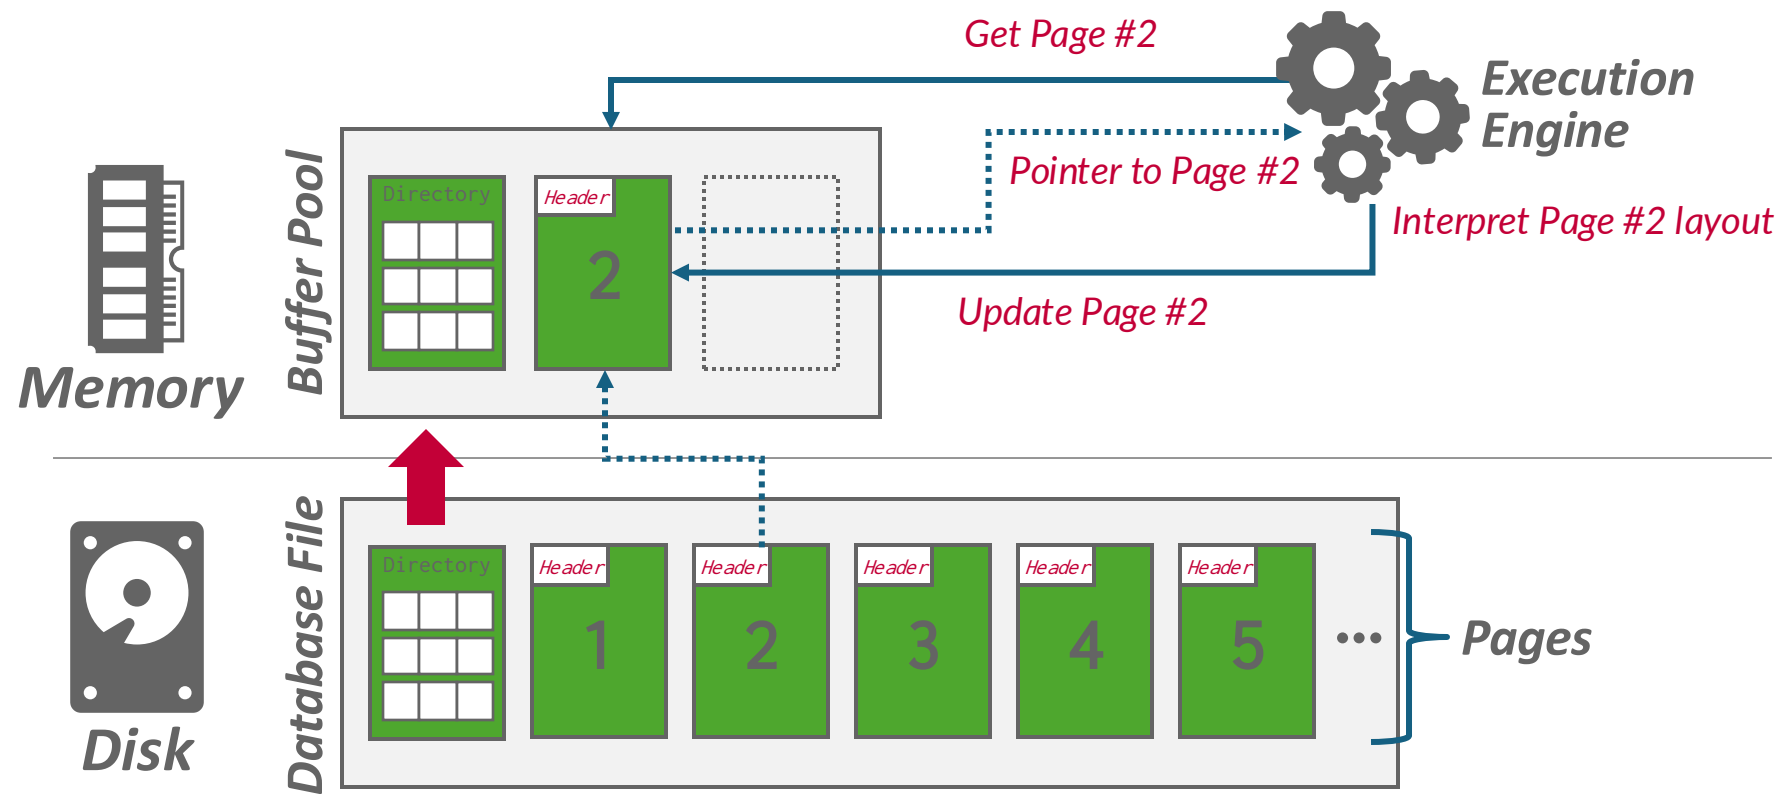 Get Page #2
Execution
Engine
Pointer to Page #2
Interpret Page #2 layout
Update Page #2
Memory
Buffer Pool
Directory
Header
2
Disk
Database File
Directory
Header
1
Header
2
Header
3
Header
4
Header
5
...
Pages